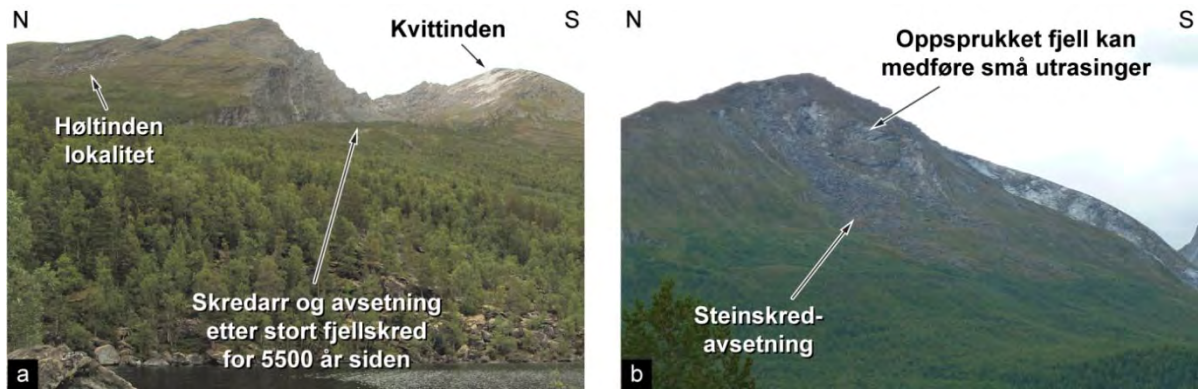 N
Kvittinden
S
Høltinden
lokalitet
Skredarr og avsetning
etter stort fjellskred
for 5500 år siden
a
N
S
Oppsprukket fjell kan
medføre små utrasinger
Steinskred-
avsetning
b